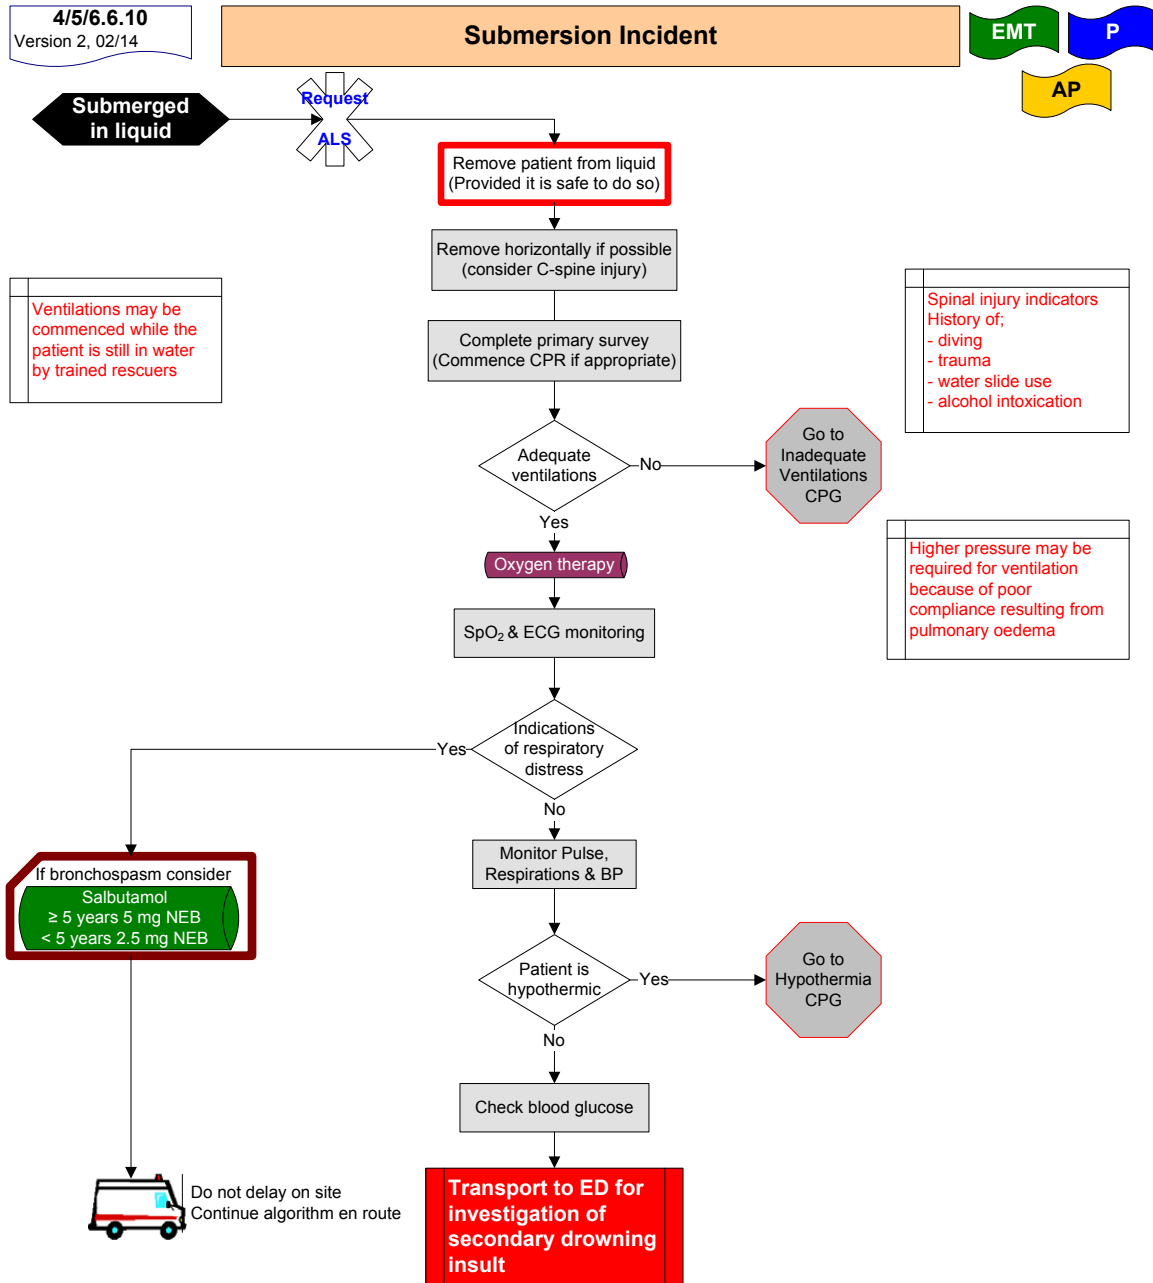 4/5/6.6.10
Version 2, 02/14
Submersion Incident
EMT
P
AP
Submerged
in liquid
Request
ALS
Remove patient from liquid
(Provided it is safe to do so)
Remove horizontally if possible
(consider C-spine injury)
Ventilations may be
commenced while the
patient is still in water
by trained rescuers
Spinal injury indicators
History of;
- diving
- trauma
- water slide use
- alcohol intoxication
Complete primary survey
(Commence CPR if appropriate)
Adequate
ventilations
No
Go to
Inadequate
Ventilations
CPG
Yes
Oxygen therapy
Higher pressure may be
required for ventilation
because of poor
compliance resulting from
pulmonary oedema
SpO2 & ECG monitoring
Indications
of respiratory
distress
Yes
No
Monitor Pulse,
Respirations & BP
If bronchospasm consider
Salbutamol
≥ 5 years 5 mg NEB
< 5 years 2.5 mg NEB
Patient is
hypothermic
Yes
Go to
Hypothermia
CPG
No
Check blood glucose
Do not delay on site
Continue algorithm en route
Transport to ED for
investigation of
secondary drowning
insult